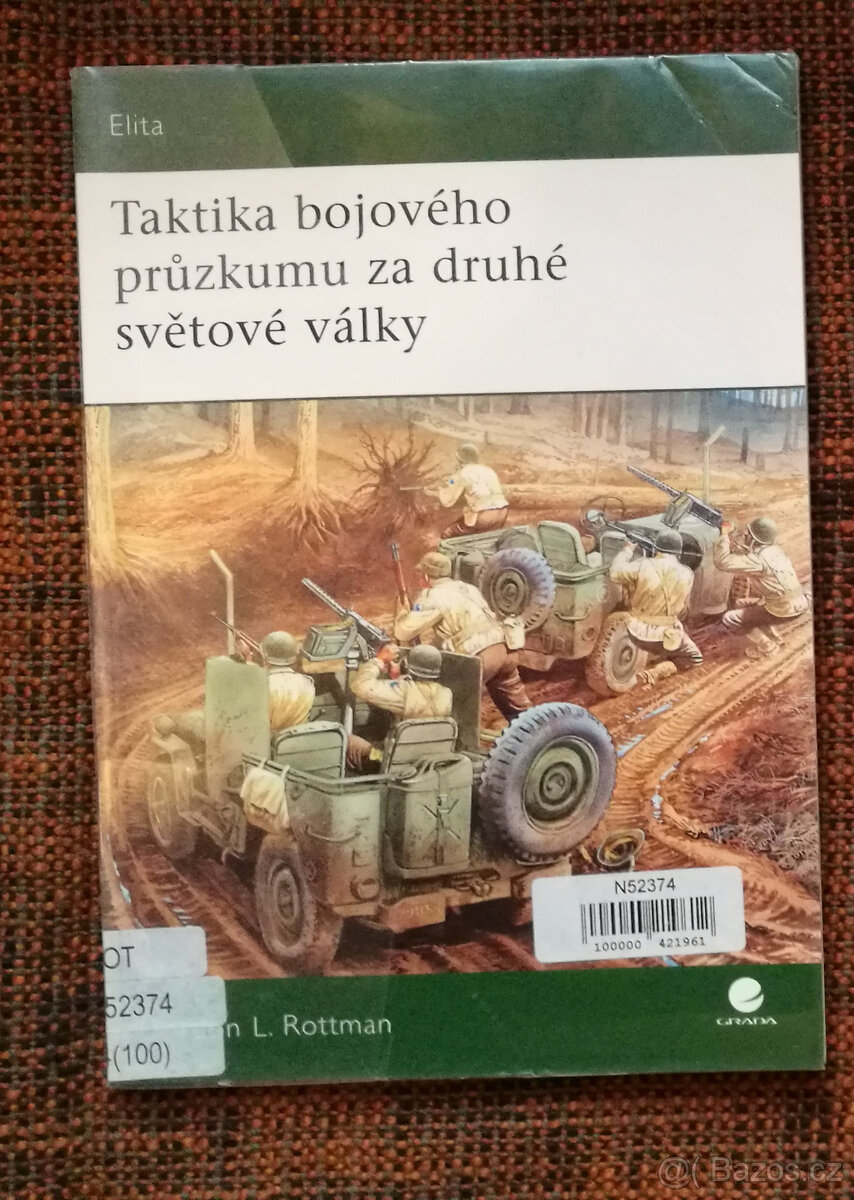 Elita
Taktika bojového
průzkumu za druhé
světové války
N52374
100000 421961
OT
52374
(100)
n L. Rottman
GRADA
@( Bazos.cz